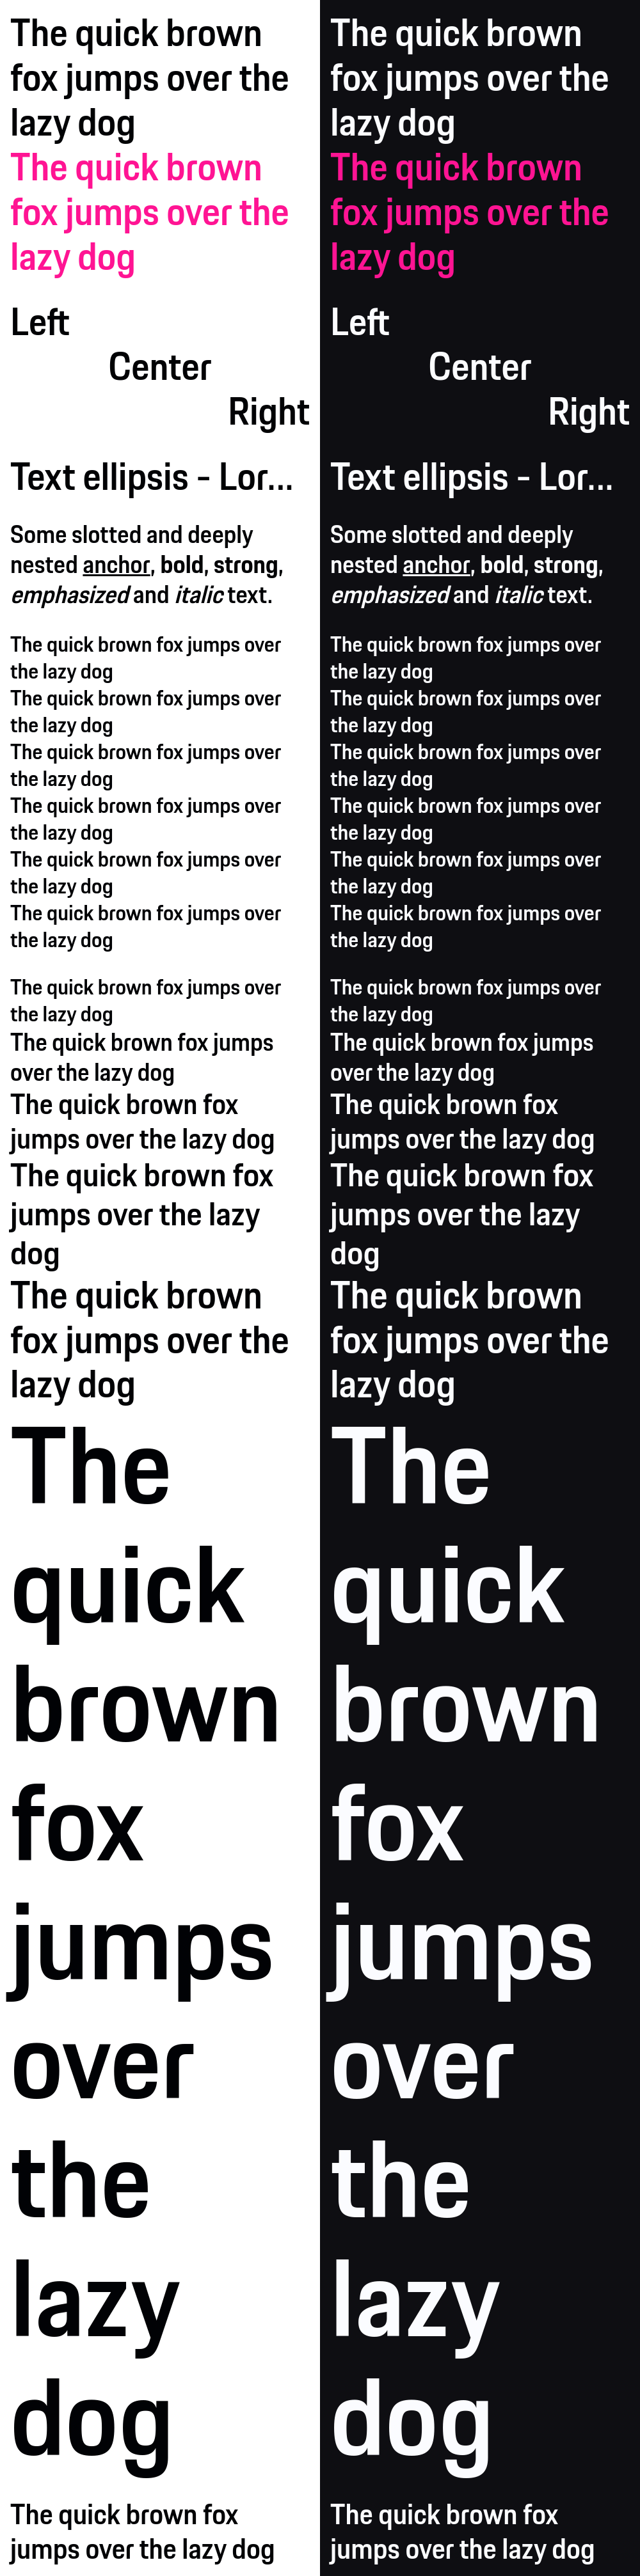 The quick brown
fox jumps over the
lazy dog
The quick brown
fox jumps over the
lazy dog
Left
Center
Right
Text ellipsis - Lor...
Some slotted and deeply
nested anchor, bold, strong,
emphasized and italic text.
The quick brown fox jumps over
the lazy dog
The quick brown fox jumps over
the lazy dog
The quick brown fox jumps over
the lazy dog
The quick brown fox jumps over
the lazy dog
The quick brown fox jumps over
the lazy dog
The quick brown fox jumps over
the lazy dog
The quick brown fox jumps over
the lazy dog
The quick brown fox jumps
over the lazy dog
The quick brown fox
jumps over the lazy dog
The quick brown fox
jumps over the lazy
dog
The quick brown
fox jumps over the
lazy dog
The
quick
brown
fox
jumps
over
the
lazy
dog
The quick brown fox
jumps over the lazy dog
The quick brown
fox jumps over the
lazy dog
The quick brown
fox jumps over the
lazy dog
Left
Center
Right
Text ellipsis - Lor...
Some slotted and deeply
nested anchor, bold, strong,
emphasized and italic text.
The quick brown fox jumps over
the lazy dog
The quick brown fox jumps over
the lazy dog
The quick brown fox jumps over
the lazy dog
The quick brown fox jumps over
the lazy dog
The quick brown fox jumps over
the lazy dog
The quick brown fox jumps over
the lazy dog
The quick brown fox jumps over
the lazy dog
The quick brown fox jumps
over the lazy dog
The quick brown fox
jumps over the lazy dog
The quick brown fox
jumps over the lazy
dog
The quick brown
fox jumps over the
lazy dog
The
quick
brown
fox
jumps
over
the
lazy
dog
The quick brown fox
jumps over the lazy dog